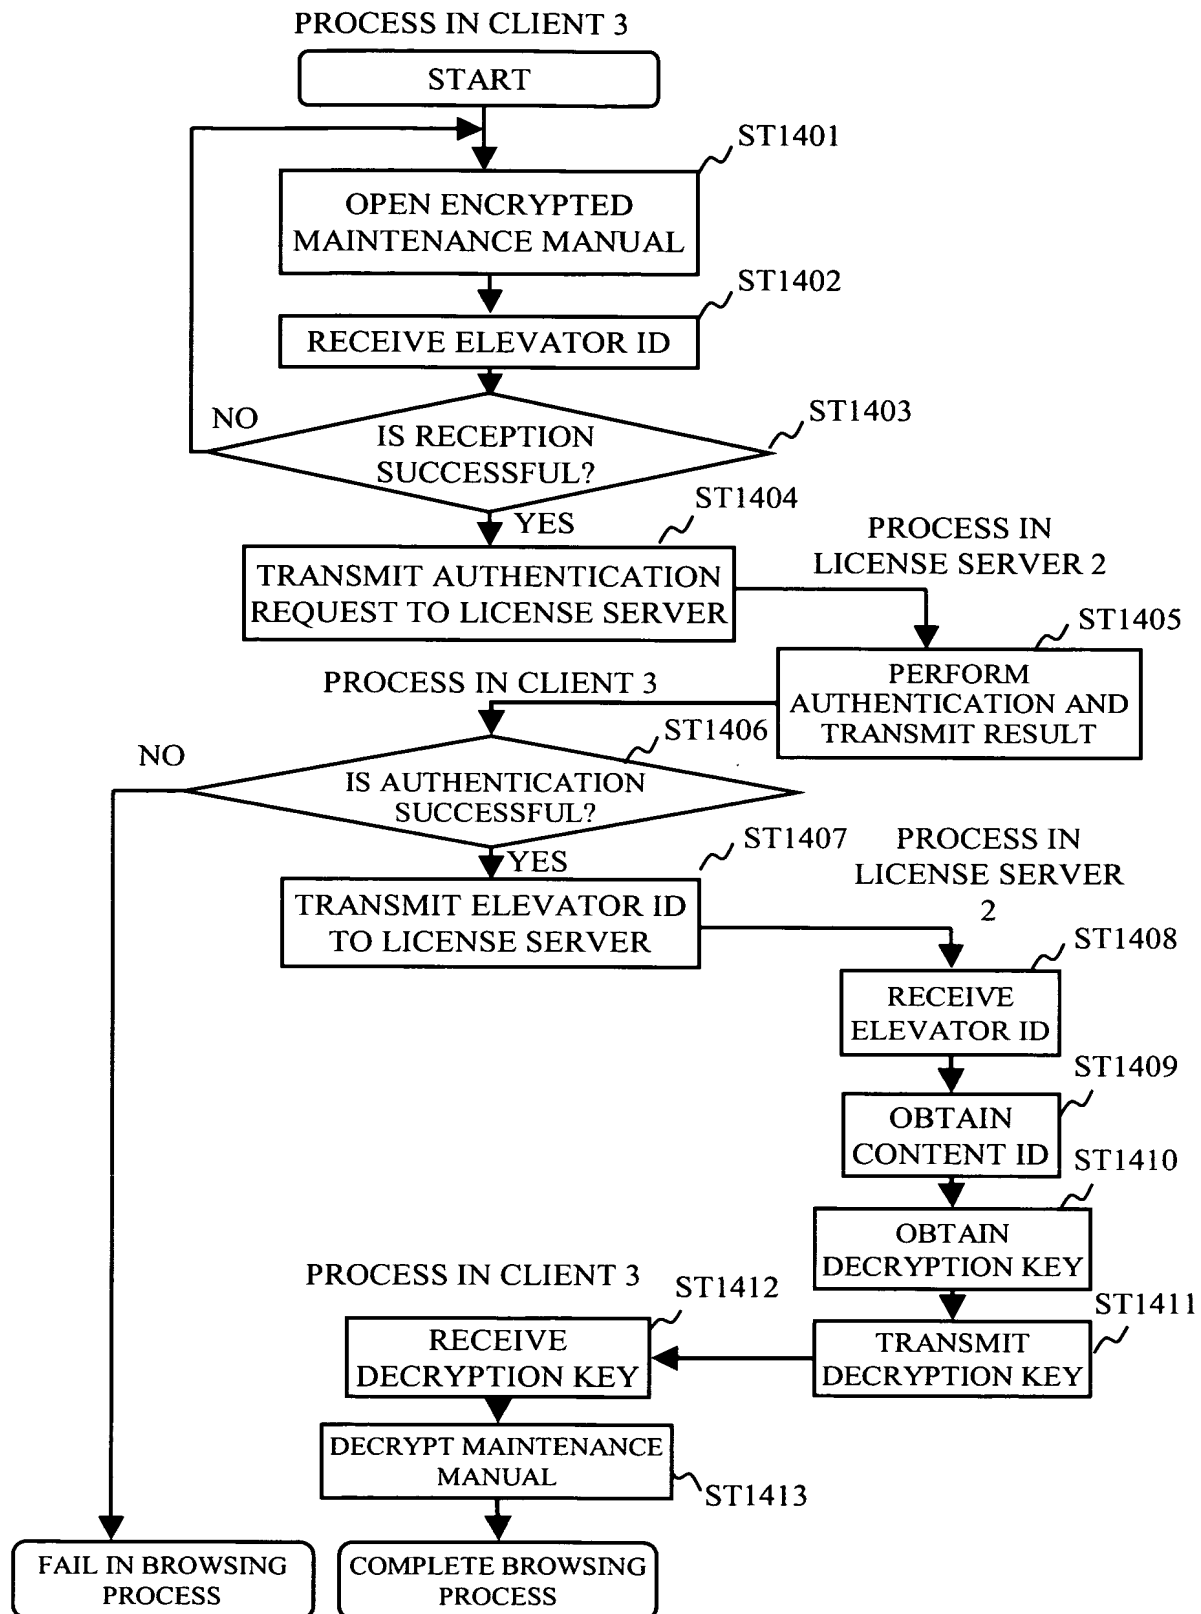 PROCESS IN CLIENT 3
START
ST1401
OPEN ENCRYPTED
MAINTENANCE MANUAL
ST1402
RECEIVE ELEVATOR ID
NO
ST1403
IS RECEPTION
SUCCESSFUL?
ST1404
YES
PROCESS IN
LICENSE SERVER 2
TRANSMIT AUTHENTICATION
REQUEST TO LICENSE SERVER
ST1405
PERFORM
AUTHENTICATION AND
TRANSMIT RESULT
PROCESS IN CLIENT 3
ST1406
NO
IS AUTHENTICATION
SUCCESSFUL?
ST1407
YES
PROCESS IN
LICENSE SERVER
2
TRANSMIT ELEVATOR ID
TO LICENSE SERVER
ST1408
RECEIVE
ELEVATOR ID
ST1409
OBTAIN
CONTENT ID
ST1410
OBTAIN
DECRYPTION KEY
PROCESS IN CLIENT 3
ST1412
ST1411
RECEIVE
DECRYPTION KEY
TRANSMIT
DECRYPTION KEY
DECRYPT MAINTENANCE
MANUAL
ST1413
FAIL IN BROWSING
PROCESS
COMPLETE BROWSING
PROCESS